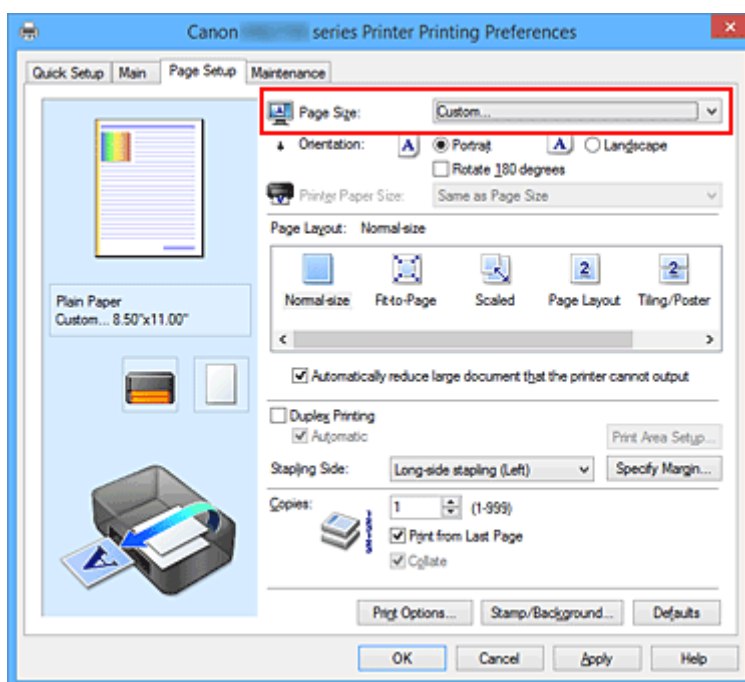 Canon series Printer Printing Preferences
Quick Setup Main Page Setup Maintenance
Page Size: Custom...
Orientation: A Portrait A Landscape
Rotate 180 degrees
Printer Paper Size: Same as Page Size
Page Layout: Normal-size
2 2
Normal-size Fit-to-Page Scaled Page Layout Tiling/Poster
Plain Paper
Custom... 8.50"x11.00"
Automatically reduce large document that the printer cannot output
Duplex Printing
Automatic
Print Area Setup...
Stapling Side: Long-side stapling (Left) Specify Margin...
Copies: 1 (1-999)
Print from Last Page
Collate
A
Print Options... Stamp/Background... Defaults
OK Cancel Apply Help